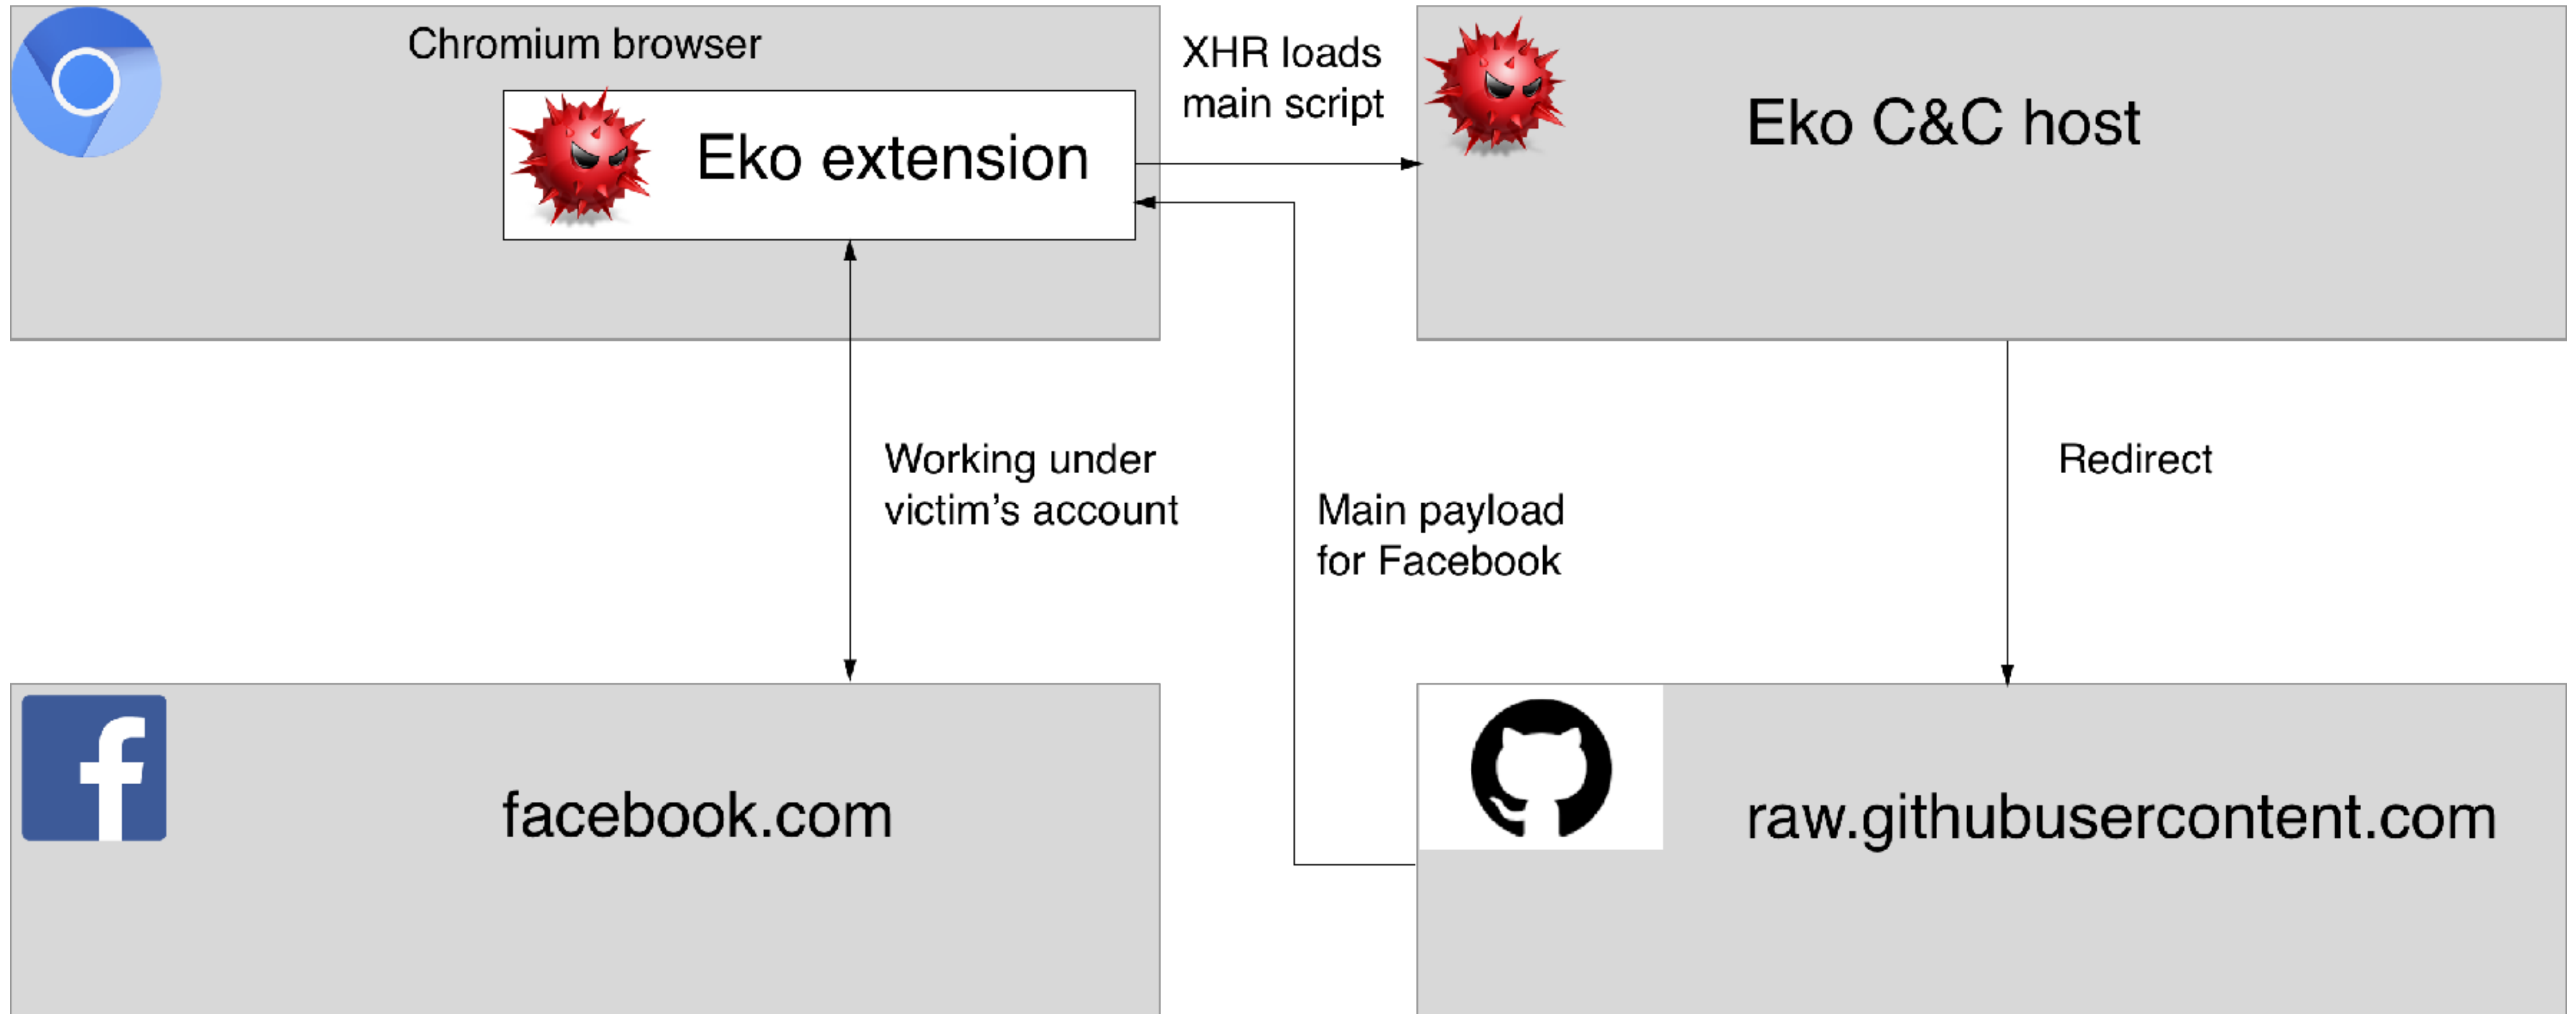 Chromium browser
Eko extension
XHR loads
main script
Eko C&C host
Working under
victim's account
Main payload
for Facebook
Redirect
facebook.com
raw.githubusercontent.com